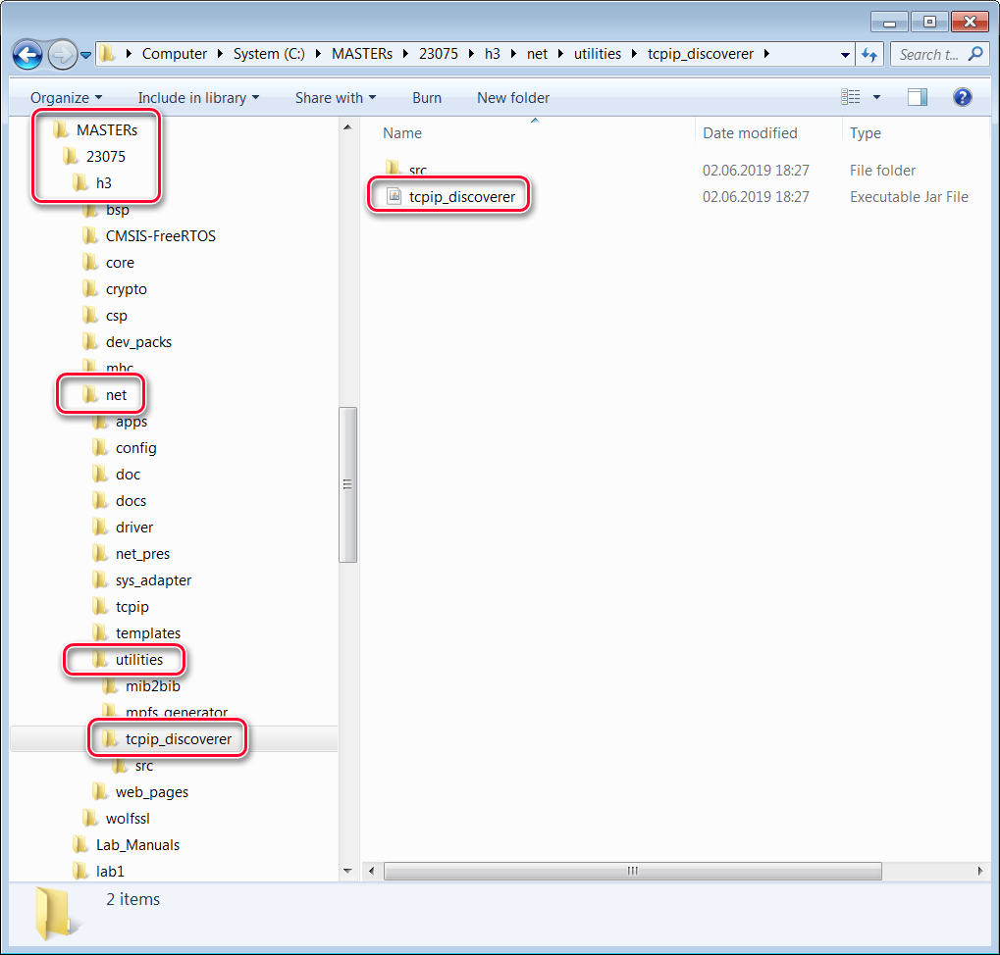 Computer System (C:) MASTERs 23075 h3 net utilities tcpip_discoverer Search t...
Organize Include in library Share with Burn New folder
MASTERs
23075
h3
bsp
CMSIS-FreeRTOS
core
crypto
csp
dev_packs
mhc
net
apps
config
doc
docs
driver
net_pres
sys_adapter
tcpip
templates
utilities
mib2bib
mpfs_generator
tcpip_discoverer
src
web_pages
wolfssl
Lab_Manuals
lab1
Name Date modified Type
src 02.06.2019 18:27 File folder
tcpip_discoverer 02.06.2019 18:27 Executable Jar File
2 items